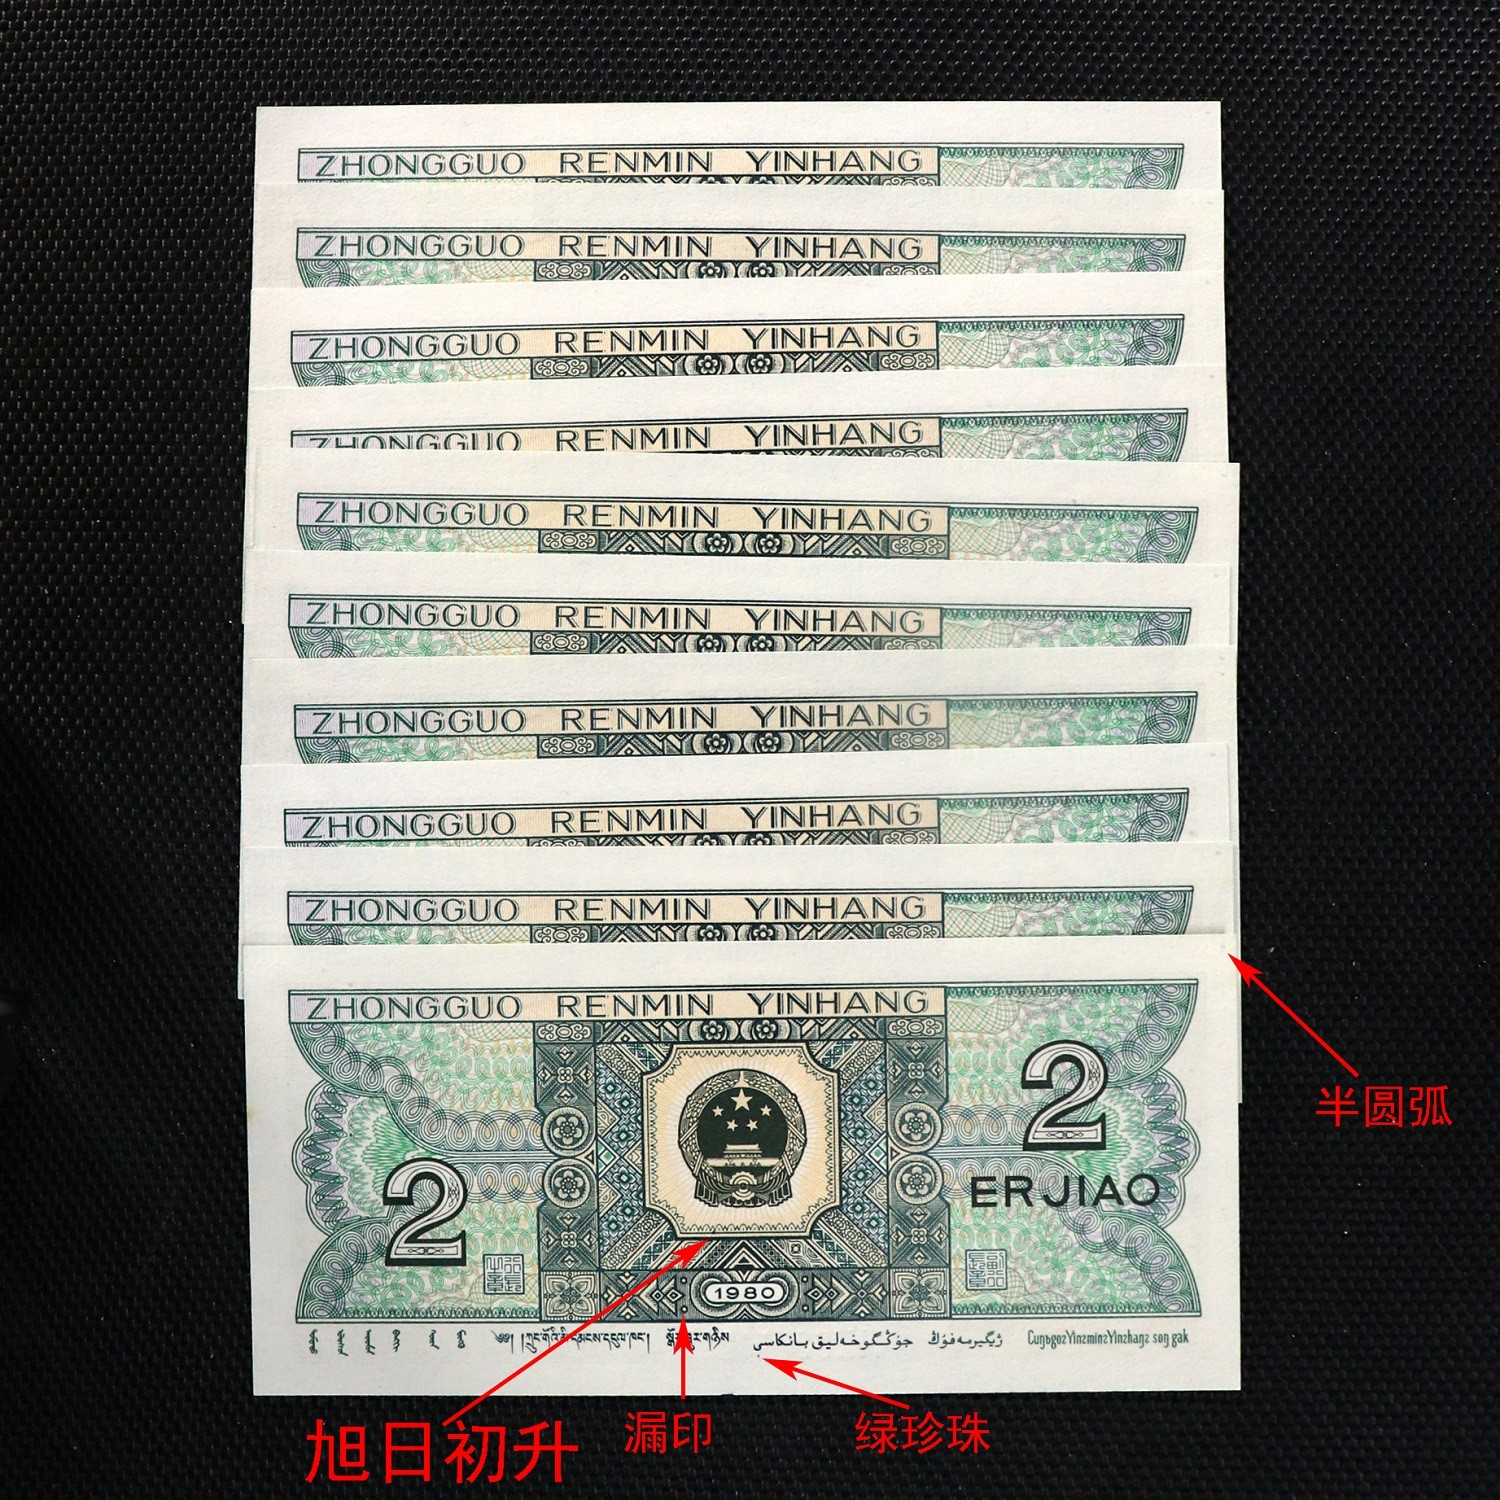 ZHONGGUO RENMIN YINHANG
ZHONGGUO RENMIN YINHANG
ZHONGGUO RENMIN YINHANG
ZHONGGUO RENMIN YINHANG
ZHONGGUO RENMIN YINHANG
ZHONGGUO RENMIN YINHANG
ZHONGGUO RENMIN YINHANG
ZHONGGUO RENMIN YINHANG
ZHONGGUO RENMIN YINHANG
ZHONGGUO RENMIN YINHANG
2
半圆弧
ERJIAO
2
1980
جۇڭگوخەلىق بانكىسى
旭日初升
漏印
绿珍珠